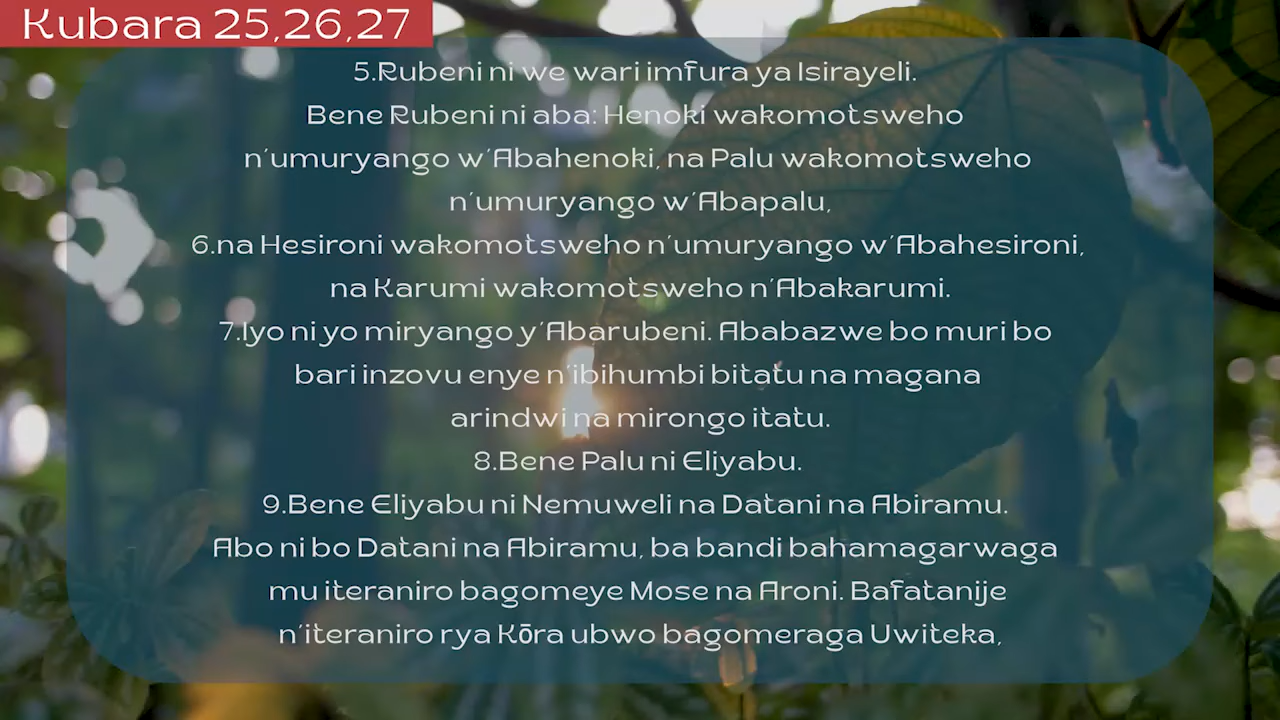 Kubara 25,26,27
5.Rubeni ni we wari imfura ya Isirayeli.
Bene Rubeni ni aba: Henoki wakomotsweho
n'umuryango w'Abahenoki, na Palu wakomotsweho
n'umuryango w'Abapalu,
6.na Hesironi wakomotsweho n'umuryango w'Abahesironi,
na Karumi wakomotsweho n'Abakarumi.
7.Iyo ni yo miryango y'Abarubeni. Ababazwe bo muri bo
bari inzovu enye n'ibihumbi bitatu na magana
arindwi na mirongo itatu.
8.Bene Palu ni Eliyabu.
9.Bene Eliyabu ni Nemuweli na Datani na Abiramu.
Abo ni bo Datani na Abiramu, ba bandi bahamagarwaga
mu iteraniro bagomeye Mose na Aroni. Bafatanije
n'iteraniro rya Kōra ubwo bagomeraga Uwiteka,